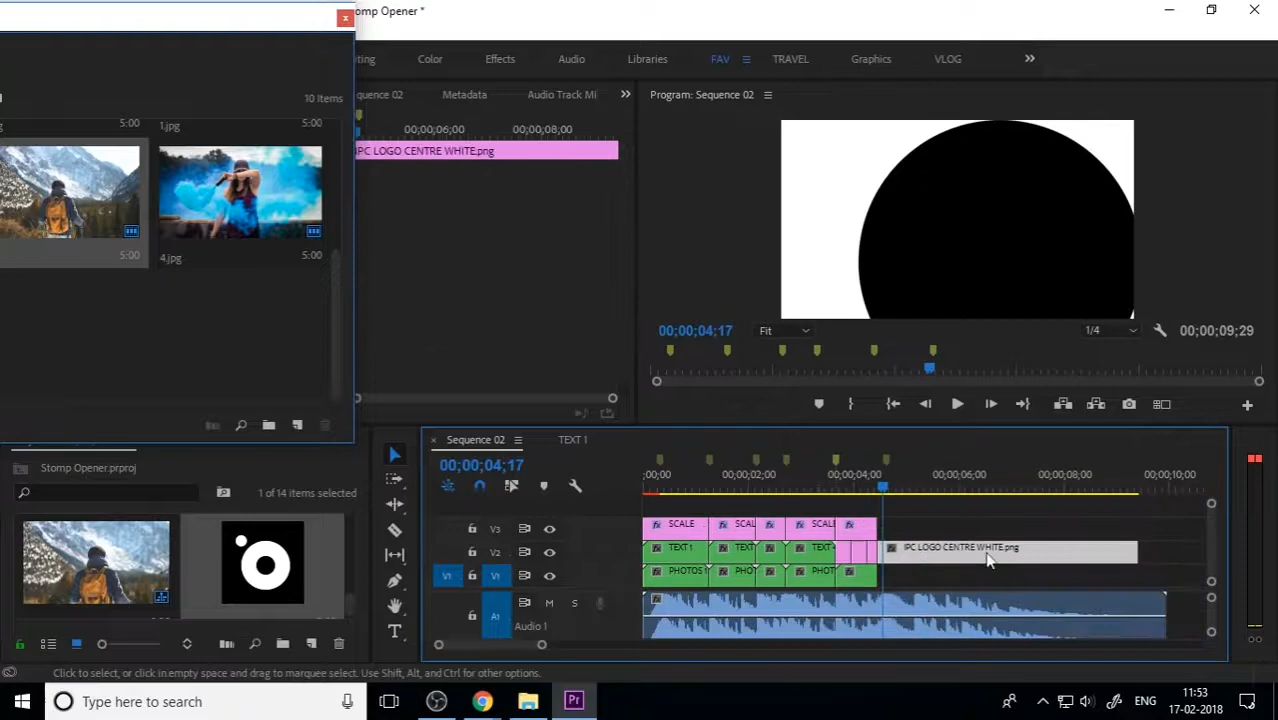 omp Opener *
iting
Color
Effects
Audio
Libraries
FAV
TRAVEL
Graphics
VLOG
10 Items
quence 02
Metadata
Audio Track Mi
Program: Sequence 02
5:00
1.jpg
5:00
00;00;06;00
00;00;08;00
IPC LOGO CENTRE WHITE.png
5:00
4.jpg
5:00
00;00;04;17
Fit
1/4
00;00;09;29
Sequence 02
TEXT 1
00;00;04;17
Stomp Opener.prproj
1 of 14 items selected
;00;00
00;00;02;00
00;00;04;00
00;00;06;00
00;00;08;00
00;00;10;00
V3
SCALE
SCAL
SCALE
V2
TEXT 1
TEXT
TEXT
IPC LOGO CENTRE WHITE.png
V1
V1
PHOTOS
PHOT
PHOT
A1
M
S
Audio 1
Click to select, or click in empty space and drag to marquee select. Use Shift, Alt, and Ctrl for other options.
Type here to search
Pr
ENG
11:53
17-02-2018